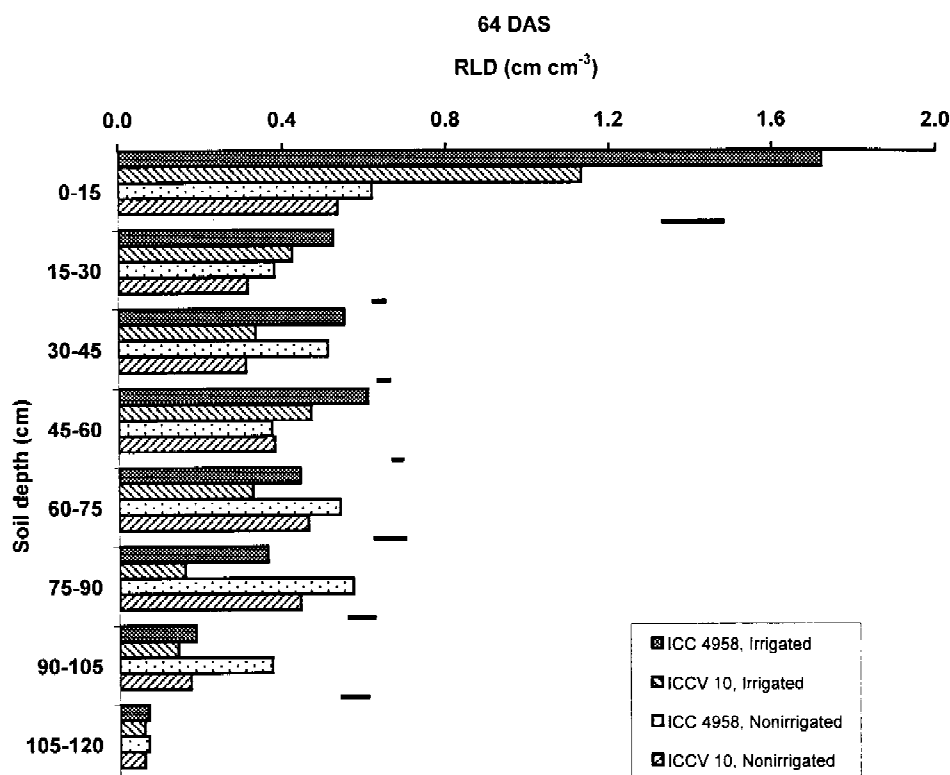 64 DAS
RLD (cm cm⁻³)
0.0 0.4 0.8 1.2 1.6 2.0
Soil depth (cm)
0-15
15-30
30-45
45-60
60-75
75-90
90-105
105-120
ICC 4958, Irrigated
ICCV 10, Irrigated
ICC 4958, Nonirrigated
ICCV 10, Nonirrigated